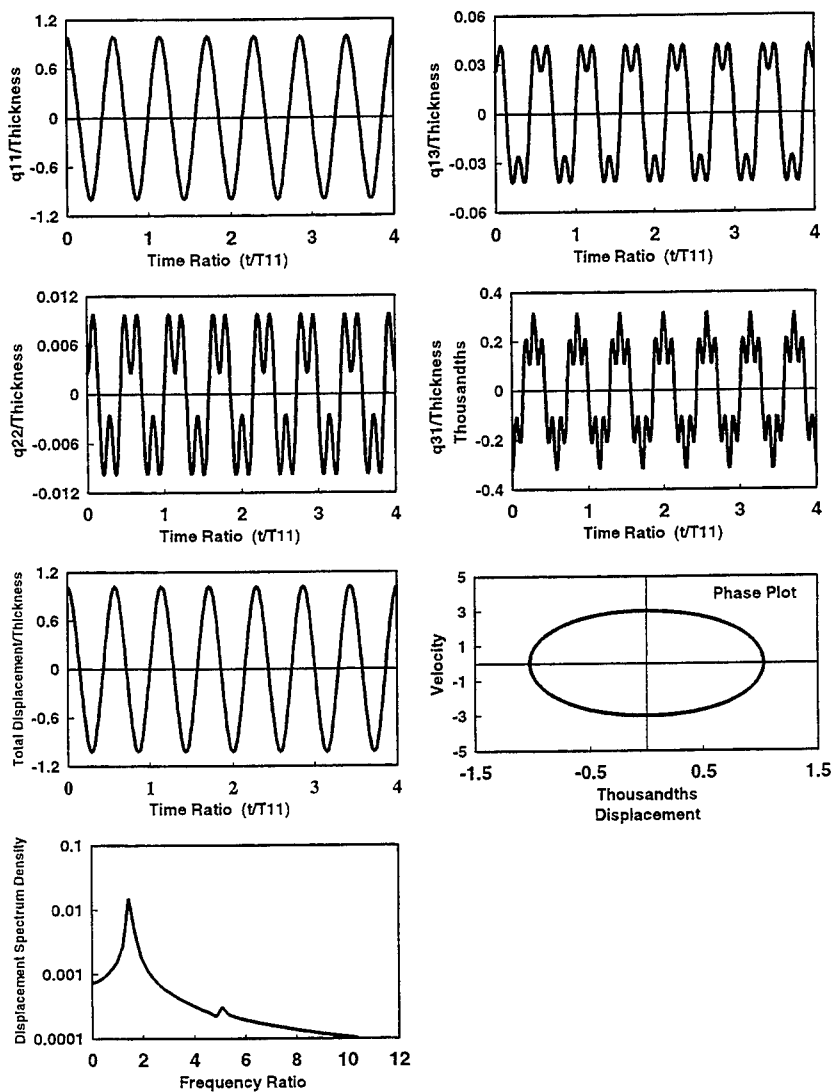 1.2
0.6
0
-0.6
-1.2
q11/Thickness
0 1 2 3 4
Time Ratio (t/T11)
0.06
0.03
0
-0.03
-0.06
q13/Thickness
0 1 2 3 4
Time Ratio (t/T11)
0.012
0.006
0
-0.006
-0.012
q22/Thickness
0 1 2 3 4
Time Ratio (t/T11)
0.4
0.2
0
-0.2
-0.4
q31/Thickness
Thousandths
0 1 2 3 4
Time Ratio (t/T11)
1.2
0.6
0
-0.6
-1.2
Total Displacement/Thickness
0 1 2 3 4
Time Ratio (t/T11)
Phase Plot
5
3
1
-1
-3
-5
Velocity
-1.5 -0.5 0.5 1.5
Thousandths
Displacement
0.1
0.01
0.001
0.0001
Displacement Spectrum Density
0 2 4 6 8 10 12
Frequency Ratio